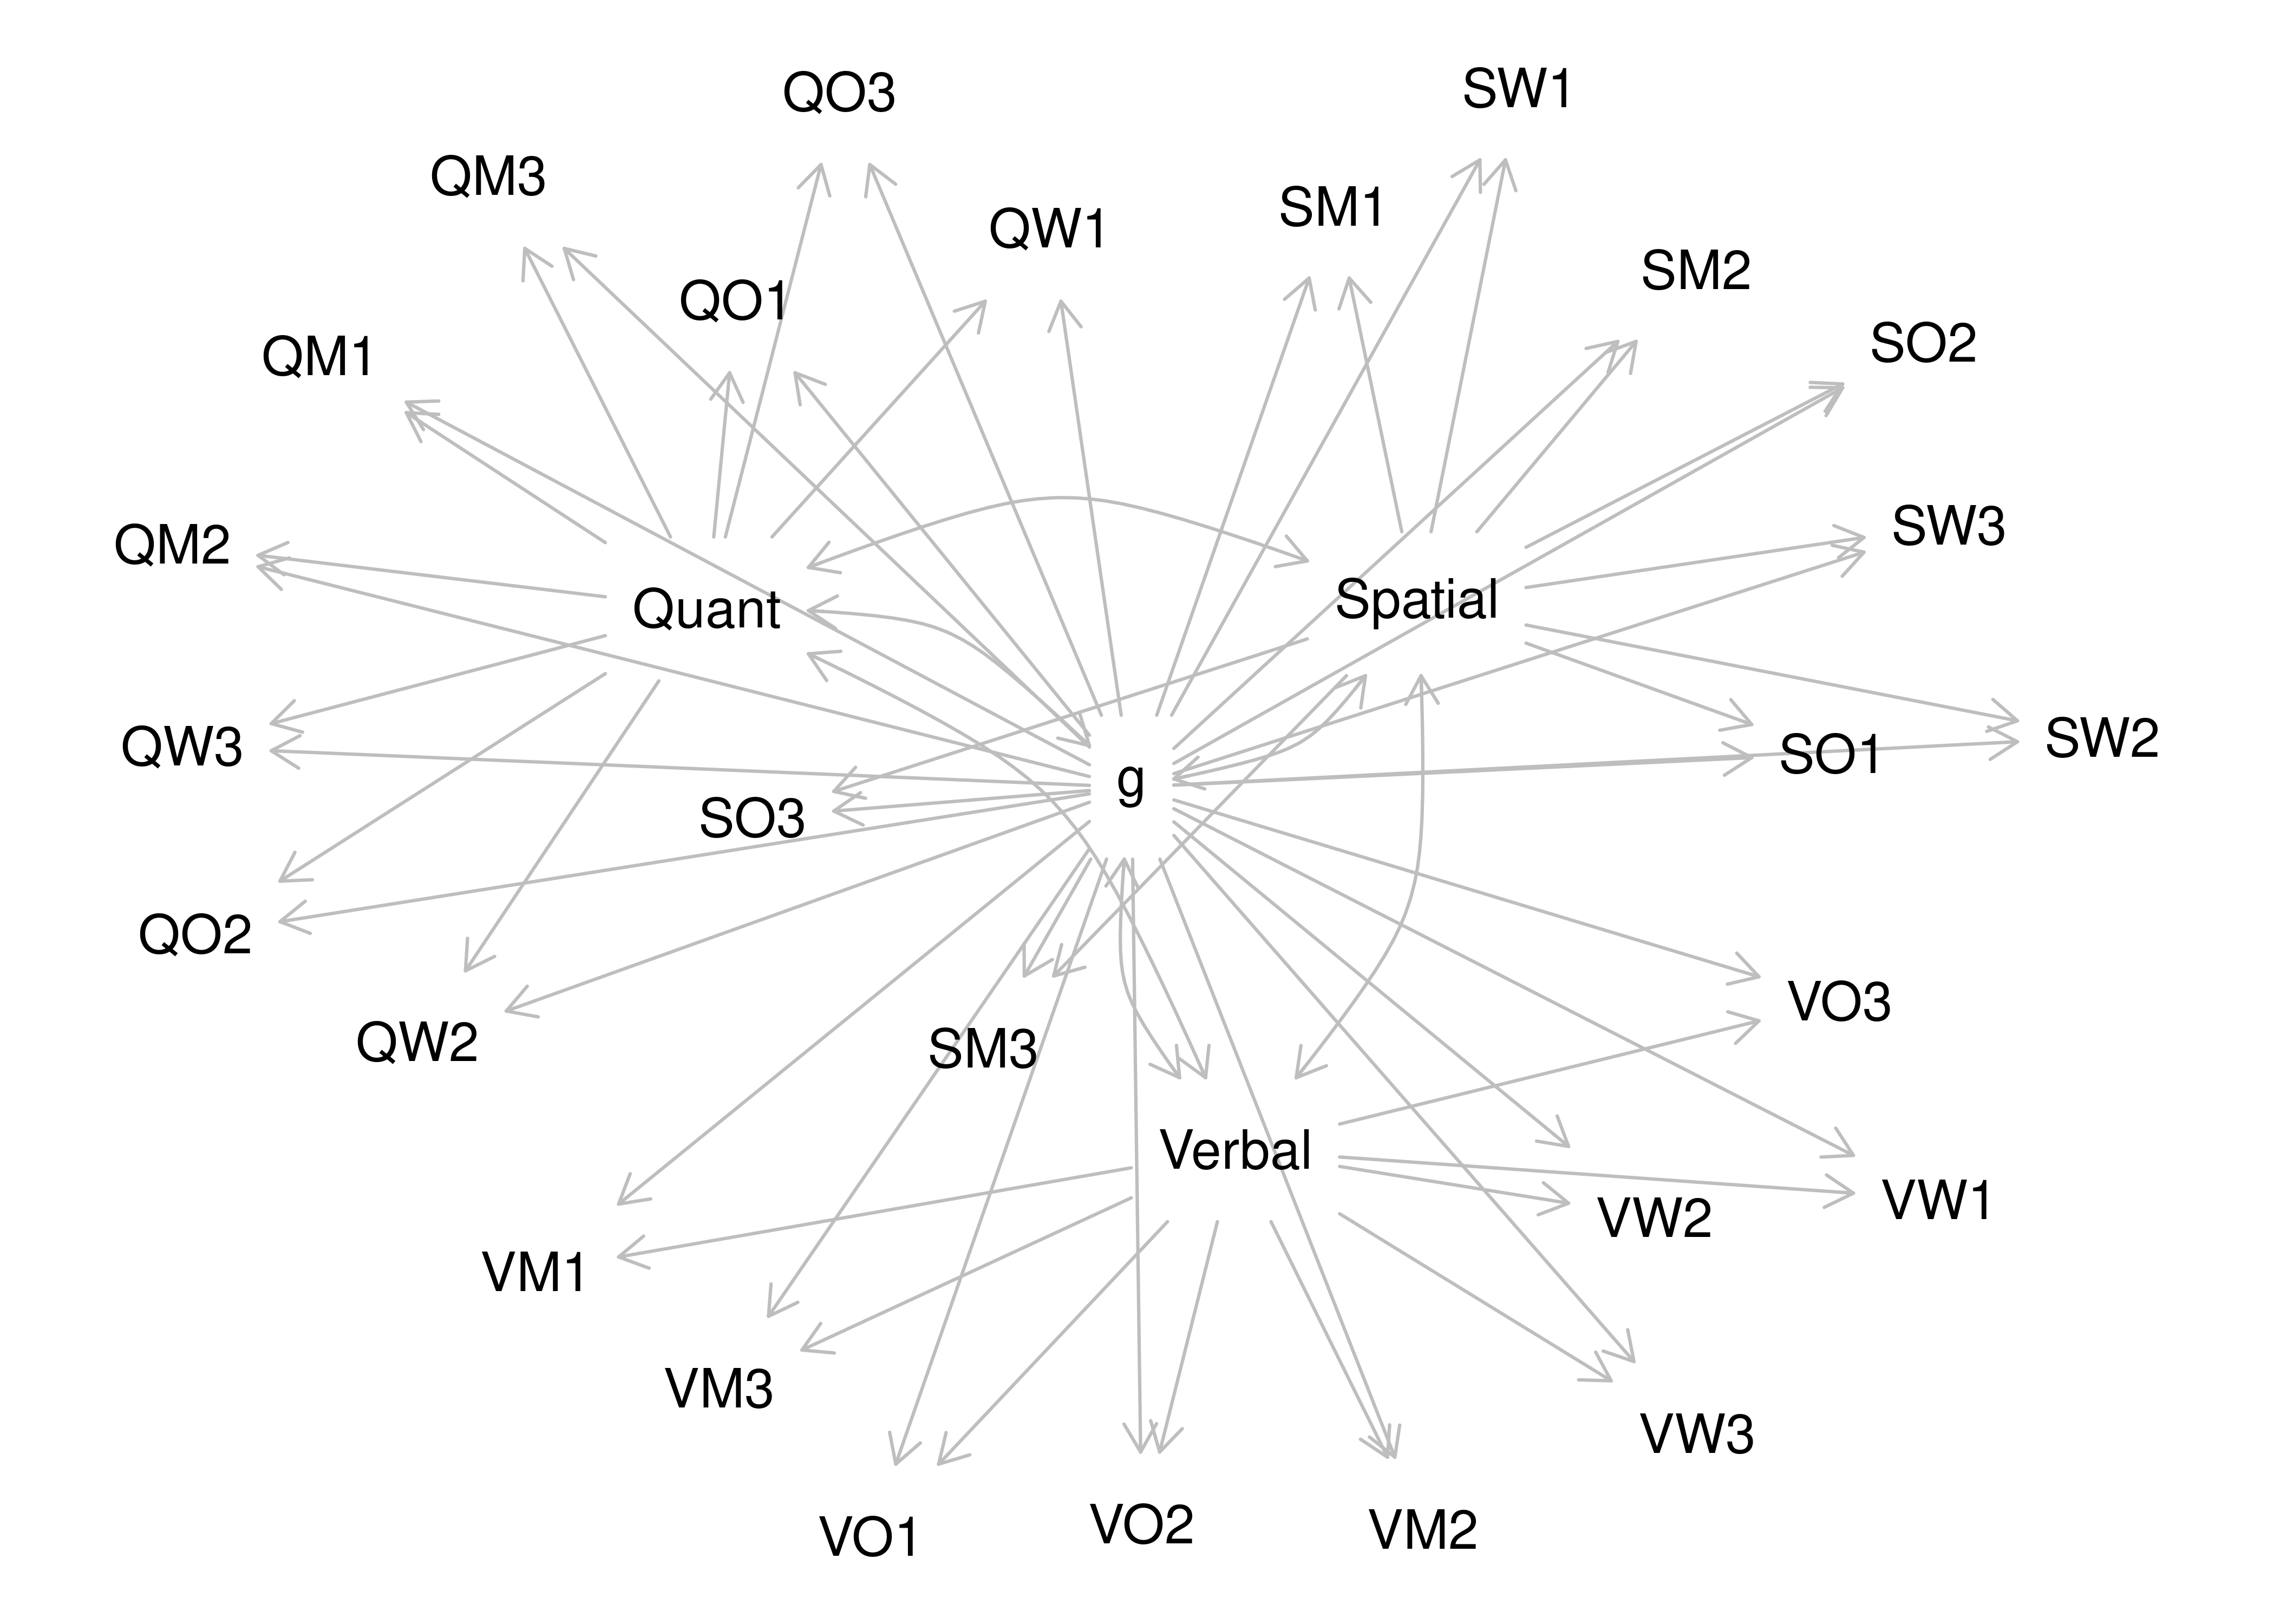 SW1
QO3
QM3
SM1
QW1
SM2
QO1
SO2
QM1
SW3
QM2
Spatial
Quant
SW2
QW3
SO1
g
SO3
QO2
VO3
QW2
SM3
Verbal
VW1
VW2
VM1
VM3
VW3
VO2
VM2
VO1